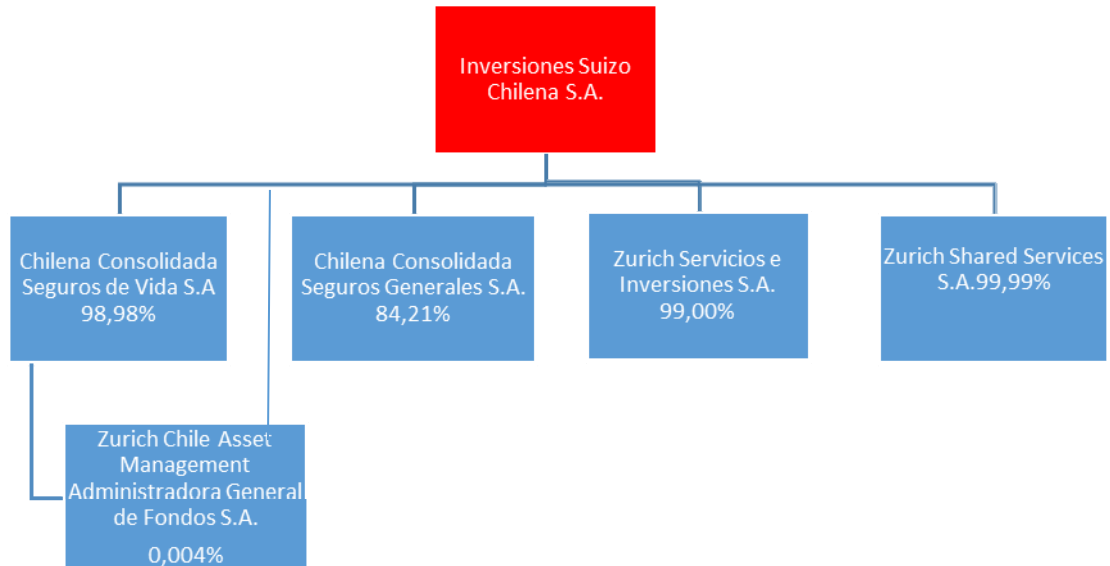 Inversiones Suizo
Chilena S.A.
Chilena Consolidada
Seguros de Vida S.A
98,98%
Chilena Consolidada
Seguros Generales S.A.
84,21%
Zurich Servicios e
Inversiones S.A.
99,00%
Zurich Shared Services
S.A.99,99%
Zurich Chile Asset
Management
Administradora General
de Fondos S.A.
0,004%